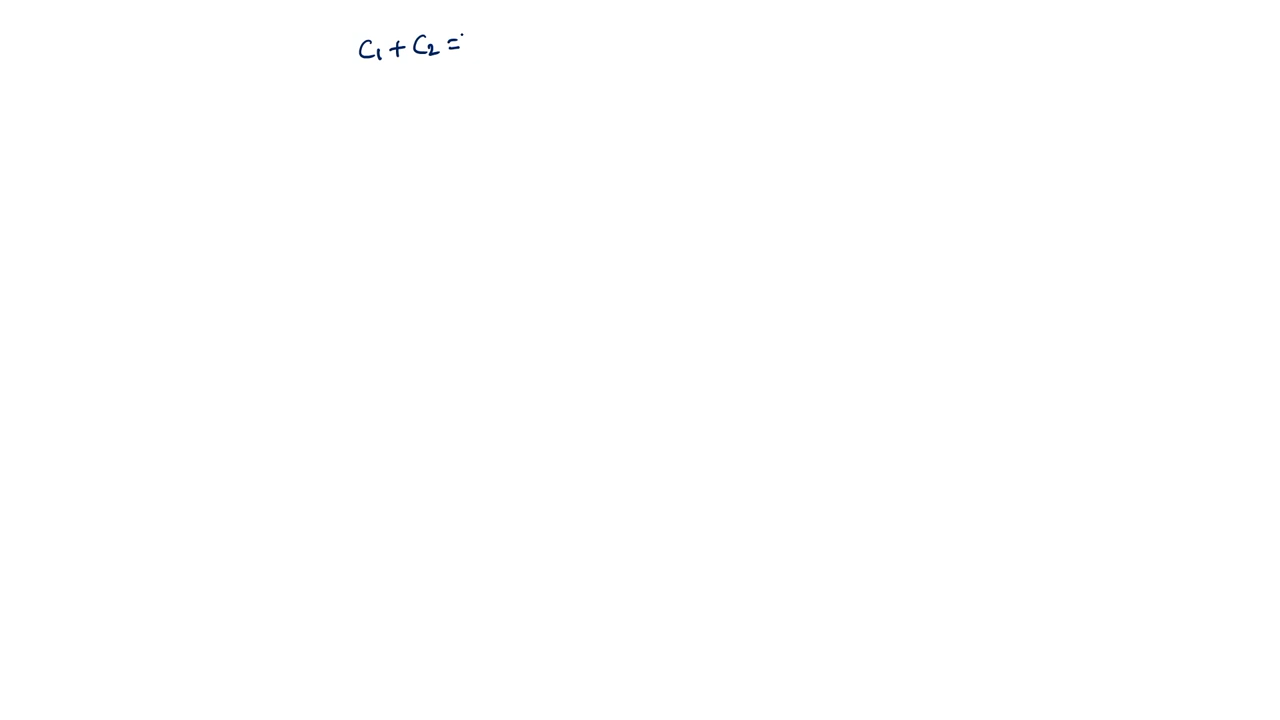 C₁ + C₂ =